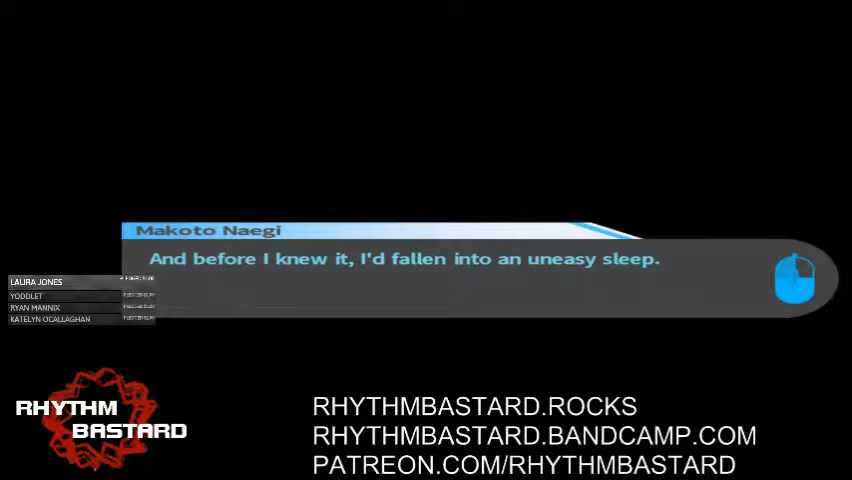 Makoto Naegi
And before I knew it, I'd fallen into an uneasy sleep.
LAURA JONES
YODDLET
RYAN MANNIX
KATELYN OCALLAGHAN
RHYTHM
BASTARD
RHYTHMBASTARD.ROCKS
RHYTHMBASTARD.BANDCAMP.COM
PATREON.COM/RHYTHMBASTARD